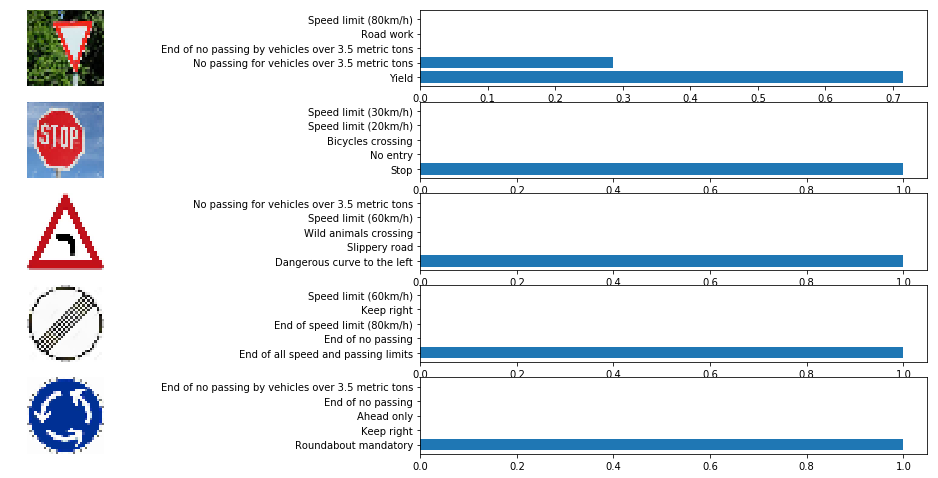 Speed limit (80km/h)
Road work
End of no passing by vehicles over 3.5 metric tons
No passing for vehicles over 3.5 metric tons
Yield
0.0 0.1 0.2 0.3 0.4 0.5 0.6 0.7
STOP
Speed limit (30km/h)
Speed limit (20km/h)
Bicycles crossing
No entry
Stop
0.0 0.2 0.4 0.6 0.8 1.0
No passing for vehicles over 3.5 metric tons
Speed limit (60km/h)
Wild animals crossing
Slippery road
Dangerous curve to the left
0.0 0.2 0.4 0.6 0.8 1.0
Speed limit (60km/h)
Keep right
End of speed limit (80km/h)
End of no passing
End of all speed and passing limits
0.0 0.2 0.4 0.6 0.8 1.0
End of no passing by vehicles over 3.5 metric tons
End of no passing
Ahead only
Keep right
Roundabout mandatory
0.0 0.2 0.4 0.6 0.8 1.0